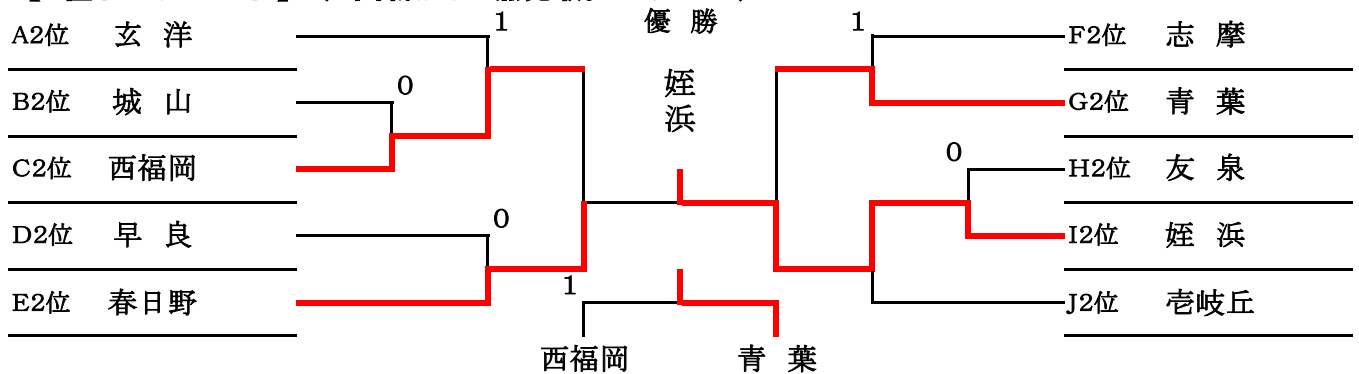 優 勝
姪浜
A2位 玄 洋
B2位 城 山
C2位 西福岡
D2位 早 良
E2位 春日野
1
0
0
1
1
0
F2位 志 摩
G2位 青 葉
H2位 友 泉
I2位 姪 浜
J2位 壱岐丘
西福岡 青 葉